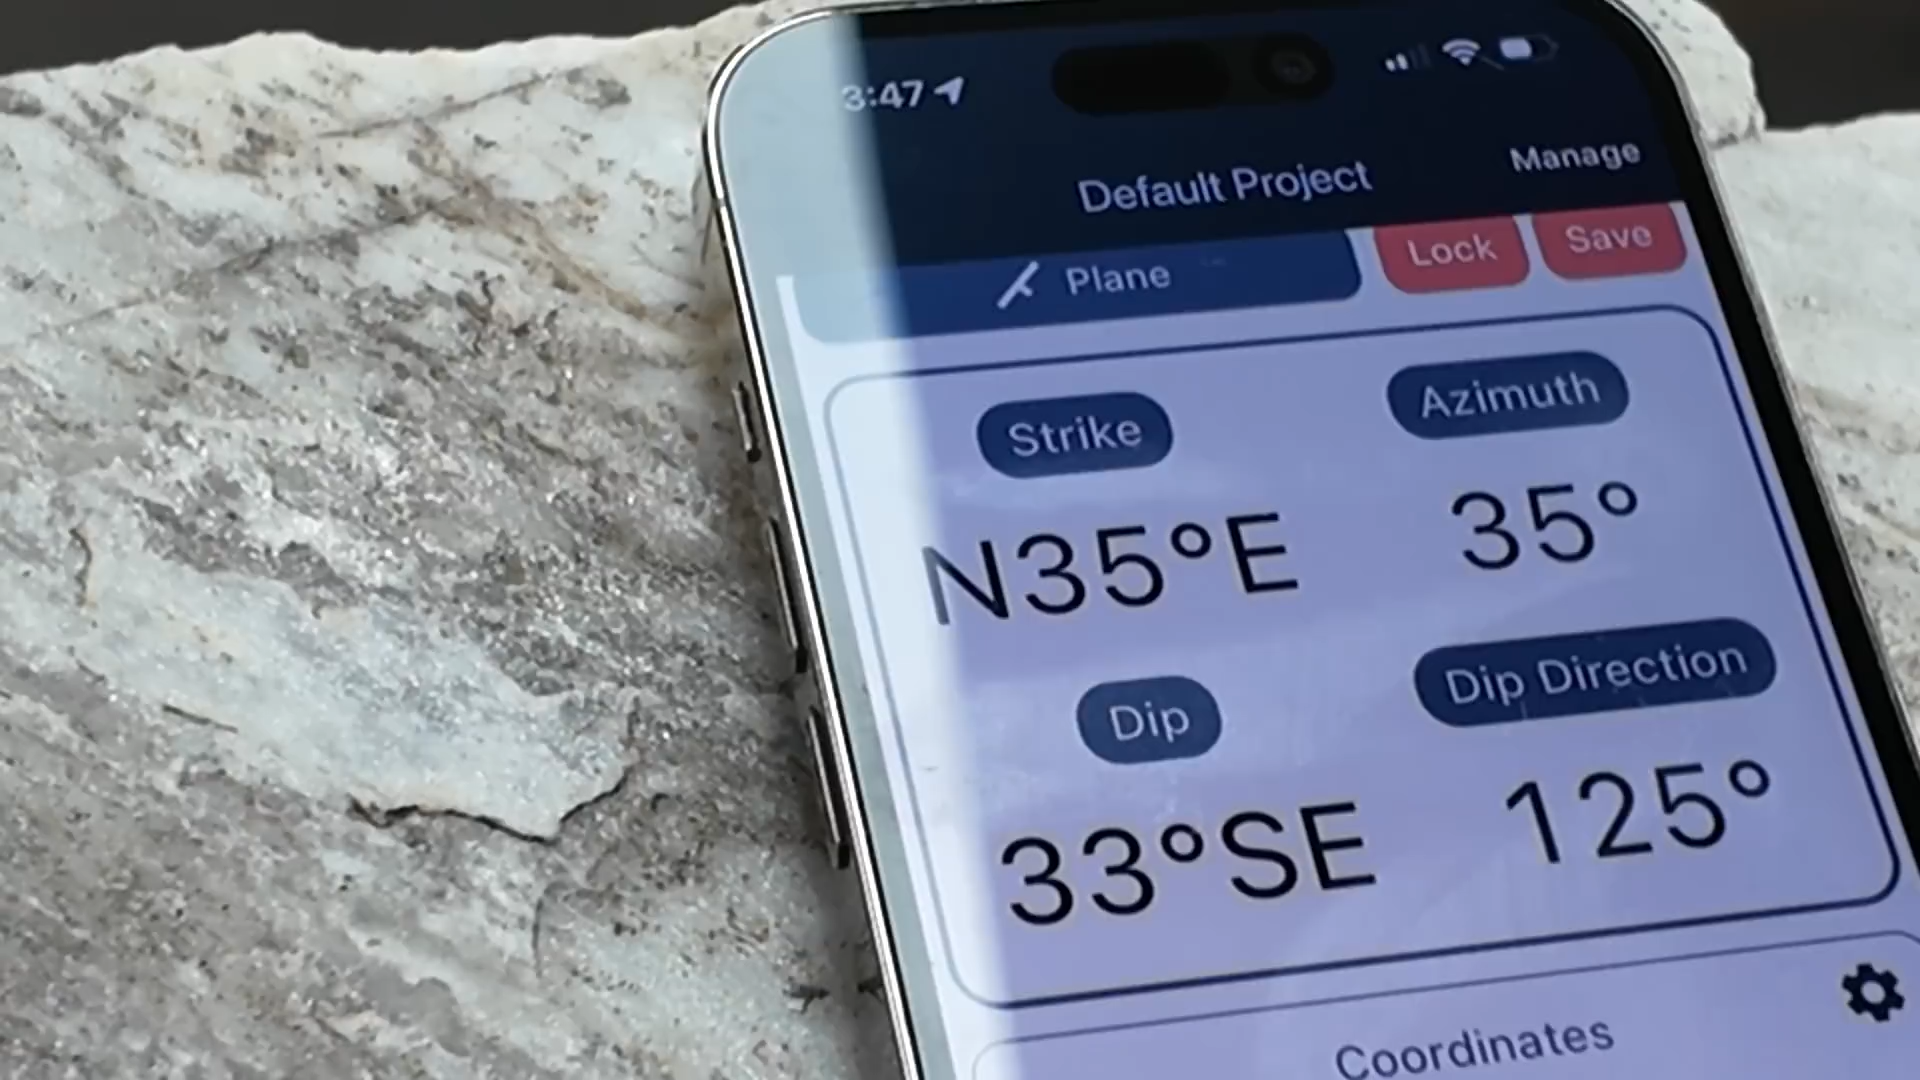 3:47
Default Project
Manage
Plane
Lock
Save
Strike
Azimuth
N35°E
35°
Dip
Dip Direction
33°SE
125°
Coordinates